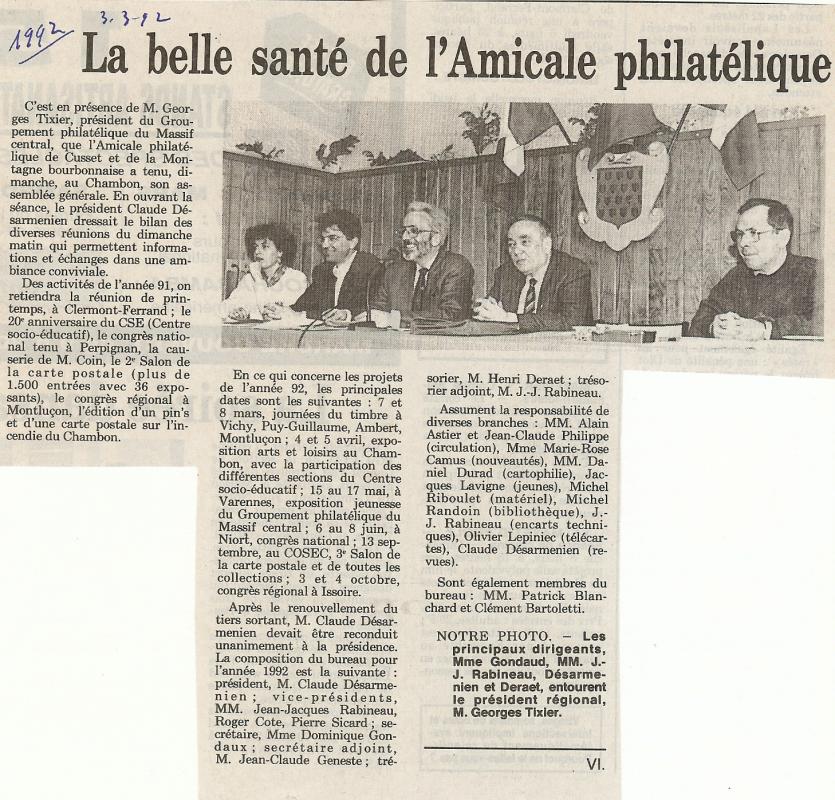 1992
3.3.92
La belle santé de l'Amicale philatélique
C'est en présence de M. Geor-
ges Tixier, président du Grou-
pement philatélique du Massif
central, que l'Amicale philaté-
lique de Cusset et de la Mon-
tagne bourbonnaise a tenu, di-
manche, au Chambon, son as-
semblée générale. En ouvrant la
séance, le président Claude Dé-
sarmenien dressait le bilan des
diverses réunions du dimanche
matin qui permettent informa-
tions et échanges dans une am-
biance conviviale.
Des activités de l'année 91, on
retiendra la réunion de prin-
temps, à Clermont-Ferrand ; le
20e anniversaire du CSE (Centre
socio-éducatif), le congrès natio-
nal tenu à Perpignan, la cau-
serie de M. Coin, le 2e Salon de
la carte postale (plus de
1.500 entrées avec 36 expo-
sants), le congrès régional à
Montluçon, l'édition d'un pin's
et d'une carte postale sur l'in-
cendie du Chambon.
En ce qui concerne les projets
de l'année 92, les principales
dates sont les suivantes : 7 et
8 mars, journées du timbre à
Vichy, Puy-Guillaume, Ambert,
Montluçon ; 4 et 5 avril, expo-
sition arts et loisirs au Cham-
bon, avec la participation des
différentes sections du Centre
socio-éducatif ; 15 au 17 mai, à
Varennes, exposition jeunesse
du Groupement philatélique du
Massif central ; 6 au 8 juin, à
Niort, congrès national ; 13 sep-
tembre, au COSEC, 3e Salon de
la carte postale et de toutes les
collections ; 3 et 4 octobre,
congrès régional à Issoire.
Après le renouvellement du
tiers sortant, M. Claude Désar-
menien devait être reconduit
unanimement à la présidence.
La composition du bureau pour
l'année 1992 est la suivante :
président, M. Claude Désarme-
nien ; vice-présidents,
MM. Jean-Jacques Rabineau,
Roger Cote, Pierre Sicard ; se-
crétaire, Mme Dominique Gon-
daux ; secrétaire adjoint,
M. Jean-Claude Geneste ; tré-
sorier, M. Henri Deraet ; tréso-
rier adjoint, M. J.-J. Rabineau.
Assument la responsabilité de
diverses branches : MM. Alain
Astier et Jean-Claude Philippe
(circulation), Mme Marie-Rose
Camus (nouveautés), MM. Da-
niel Durad (cartophilie), Jac-
ques Lavigne (jeunes), Michel
Riboulet (matériel), Michel
Randoin (bibliothèque), J.-
J. Rabineau (encarts techni-
ques), Olivier Lepiniec (télécar-
tes), Claude Désarmenien (re-
vues).
Sont également membres du
bureau : MM. Patrick Blan-
chard et Clément Bartoletti.
NOTRE PHOTO. – Les
principaux dirigeants,
Mme Gondaud, MM. J.-
J. Rabineau, Désarme-
nien et Deraet, entourent
le président régional,
M. Georges Tixier.
VI.